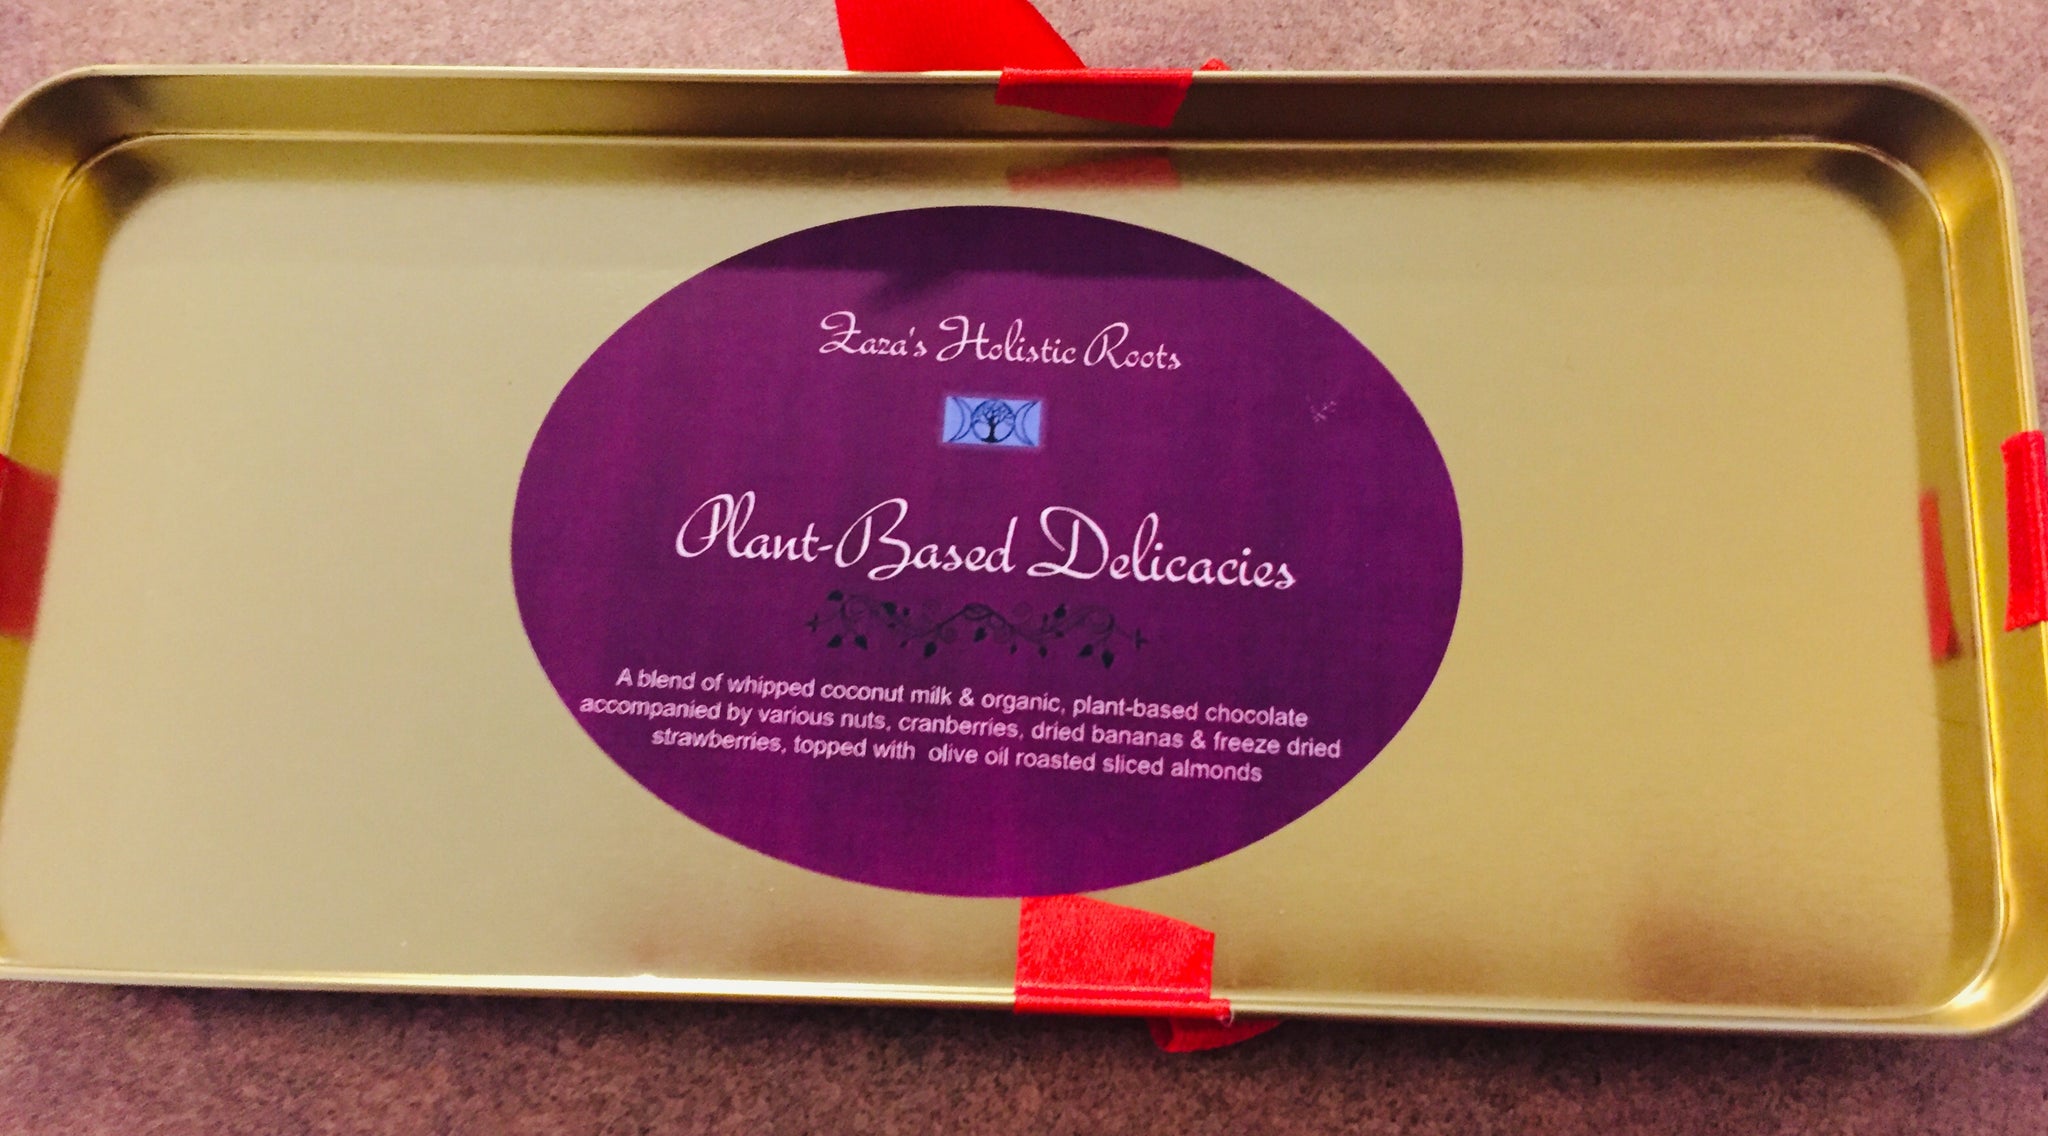 Zaza's Holistic Roots
Plant-Based Delicacies
A blend of whipped coconut milk & organic, plant-based chocolate
accompanied by various nuts, cranberries, dried bananas & freeze dried
strawberries, topped with olive oil roasted sliced almonds